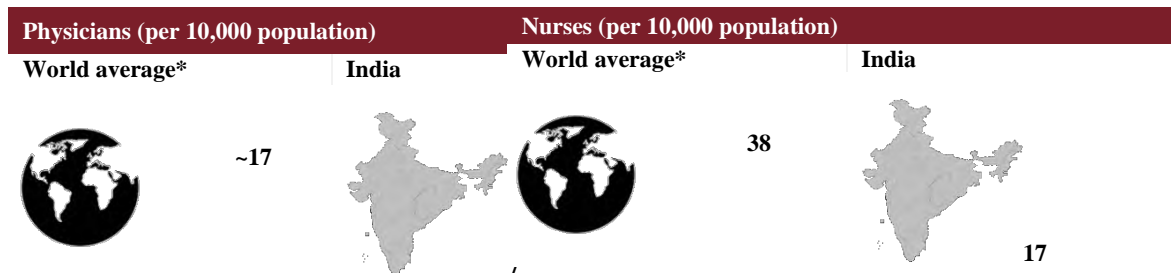 Physicians (per 10,000 population)
World average*
India
~17
Nurses (per 10,000 population)
World average*
India
38
17